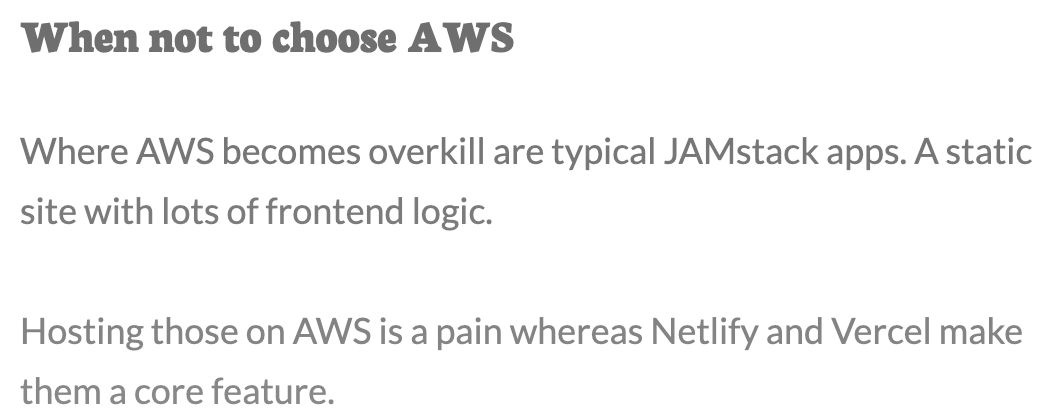 When not to choose AWS
Where AWS becomes overkill are typical JAMstack apps. A static
site with lots of frontend logic.
Hosting those on AWS is a pain whereas Netlify and Vercel make
them a core feature.